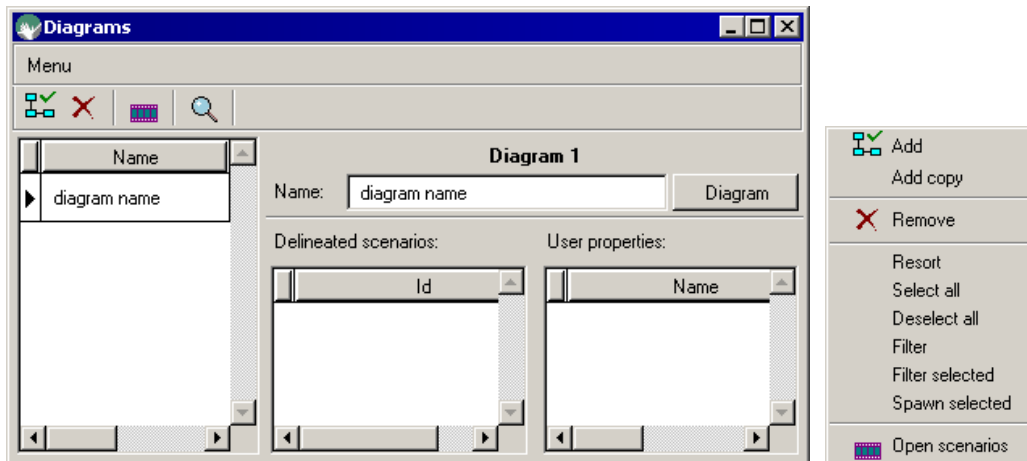 Diagrams
Menu
Name
diagram name
Diagram 1
Name: diagram name Diagram
Delineated scenarios: User properties:
Id Name
Add
Add copy
Remove
Resort
Select all
Deselect all
Filter
Filter selected
Spawn selected
Open scenarios